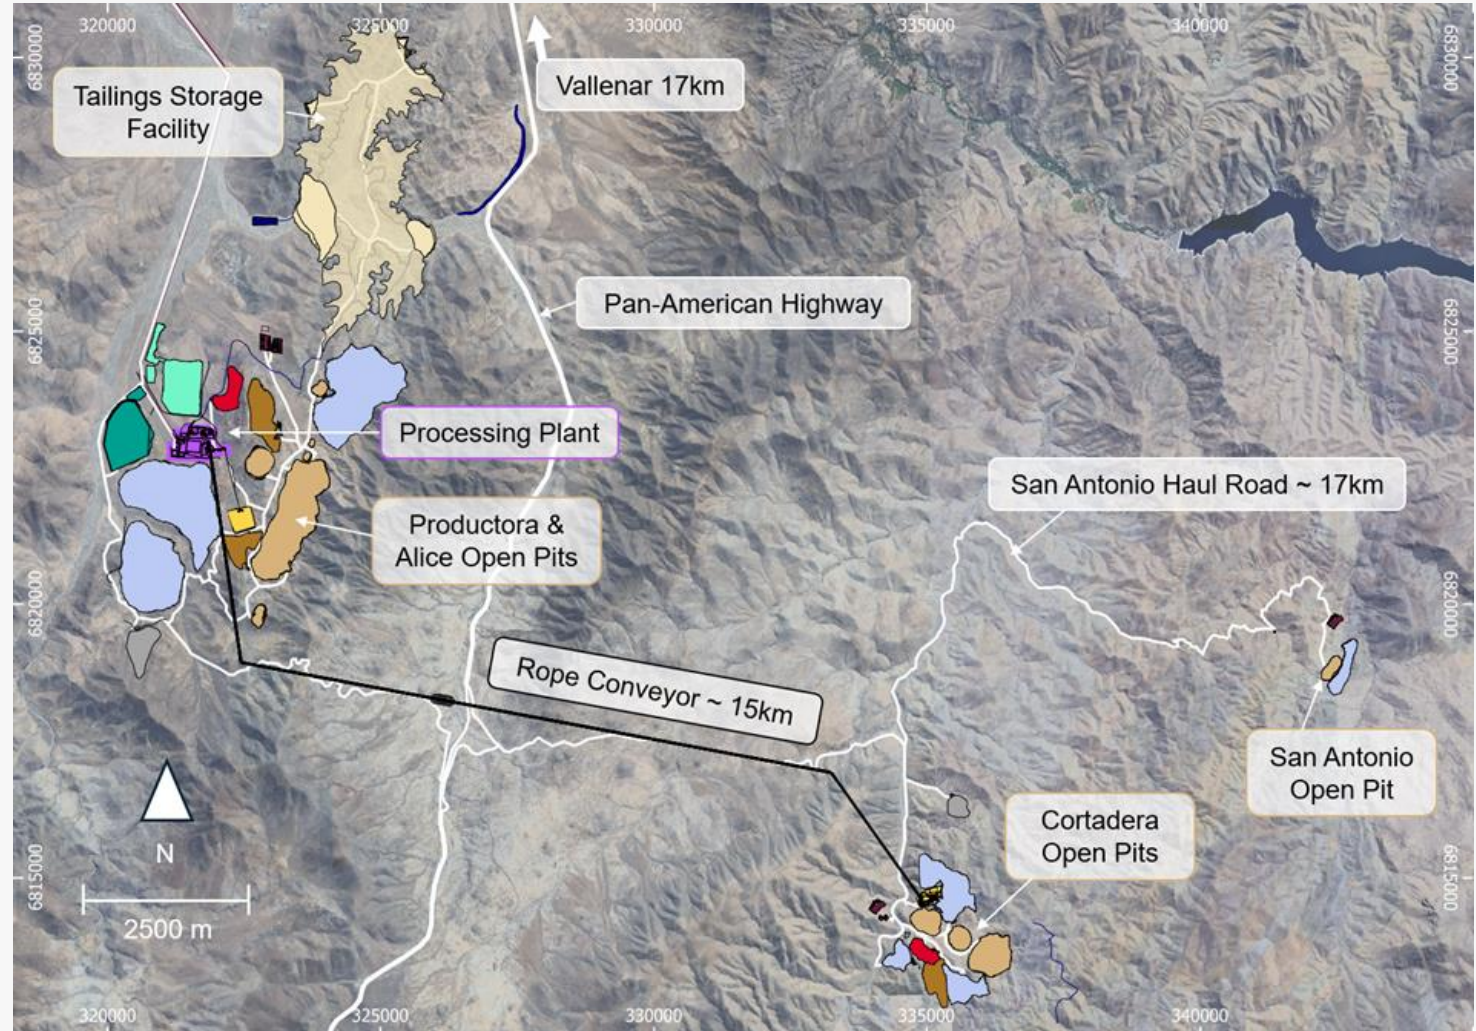 320000
325000
330000
335000
340000
6830000
6830000
Vallenar 17km
Tailings Storage
Facility
Pan-American Highway
6825000
6825000
Processing Plant
San Antonio Haul Road ~ 17km
Productora &
Alice Open Pits
6820000
6820000
Rope Conveyor ~ 15km
San Antonio
Open Pit
Cortadera
Open Pits
N
6815000
6815000
2500 m
320000
325000
330000
335000
340000